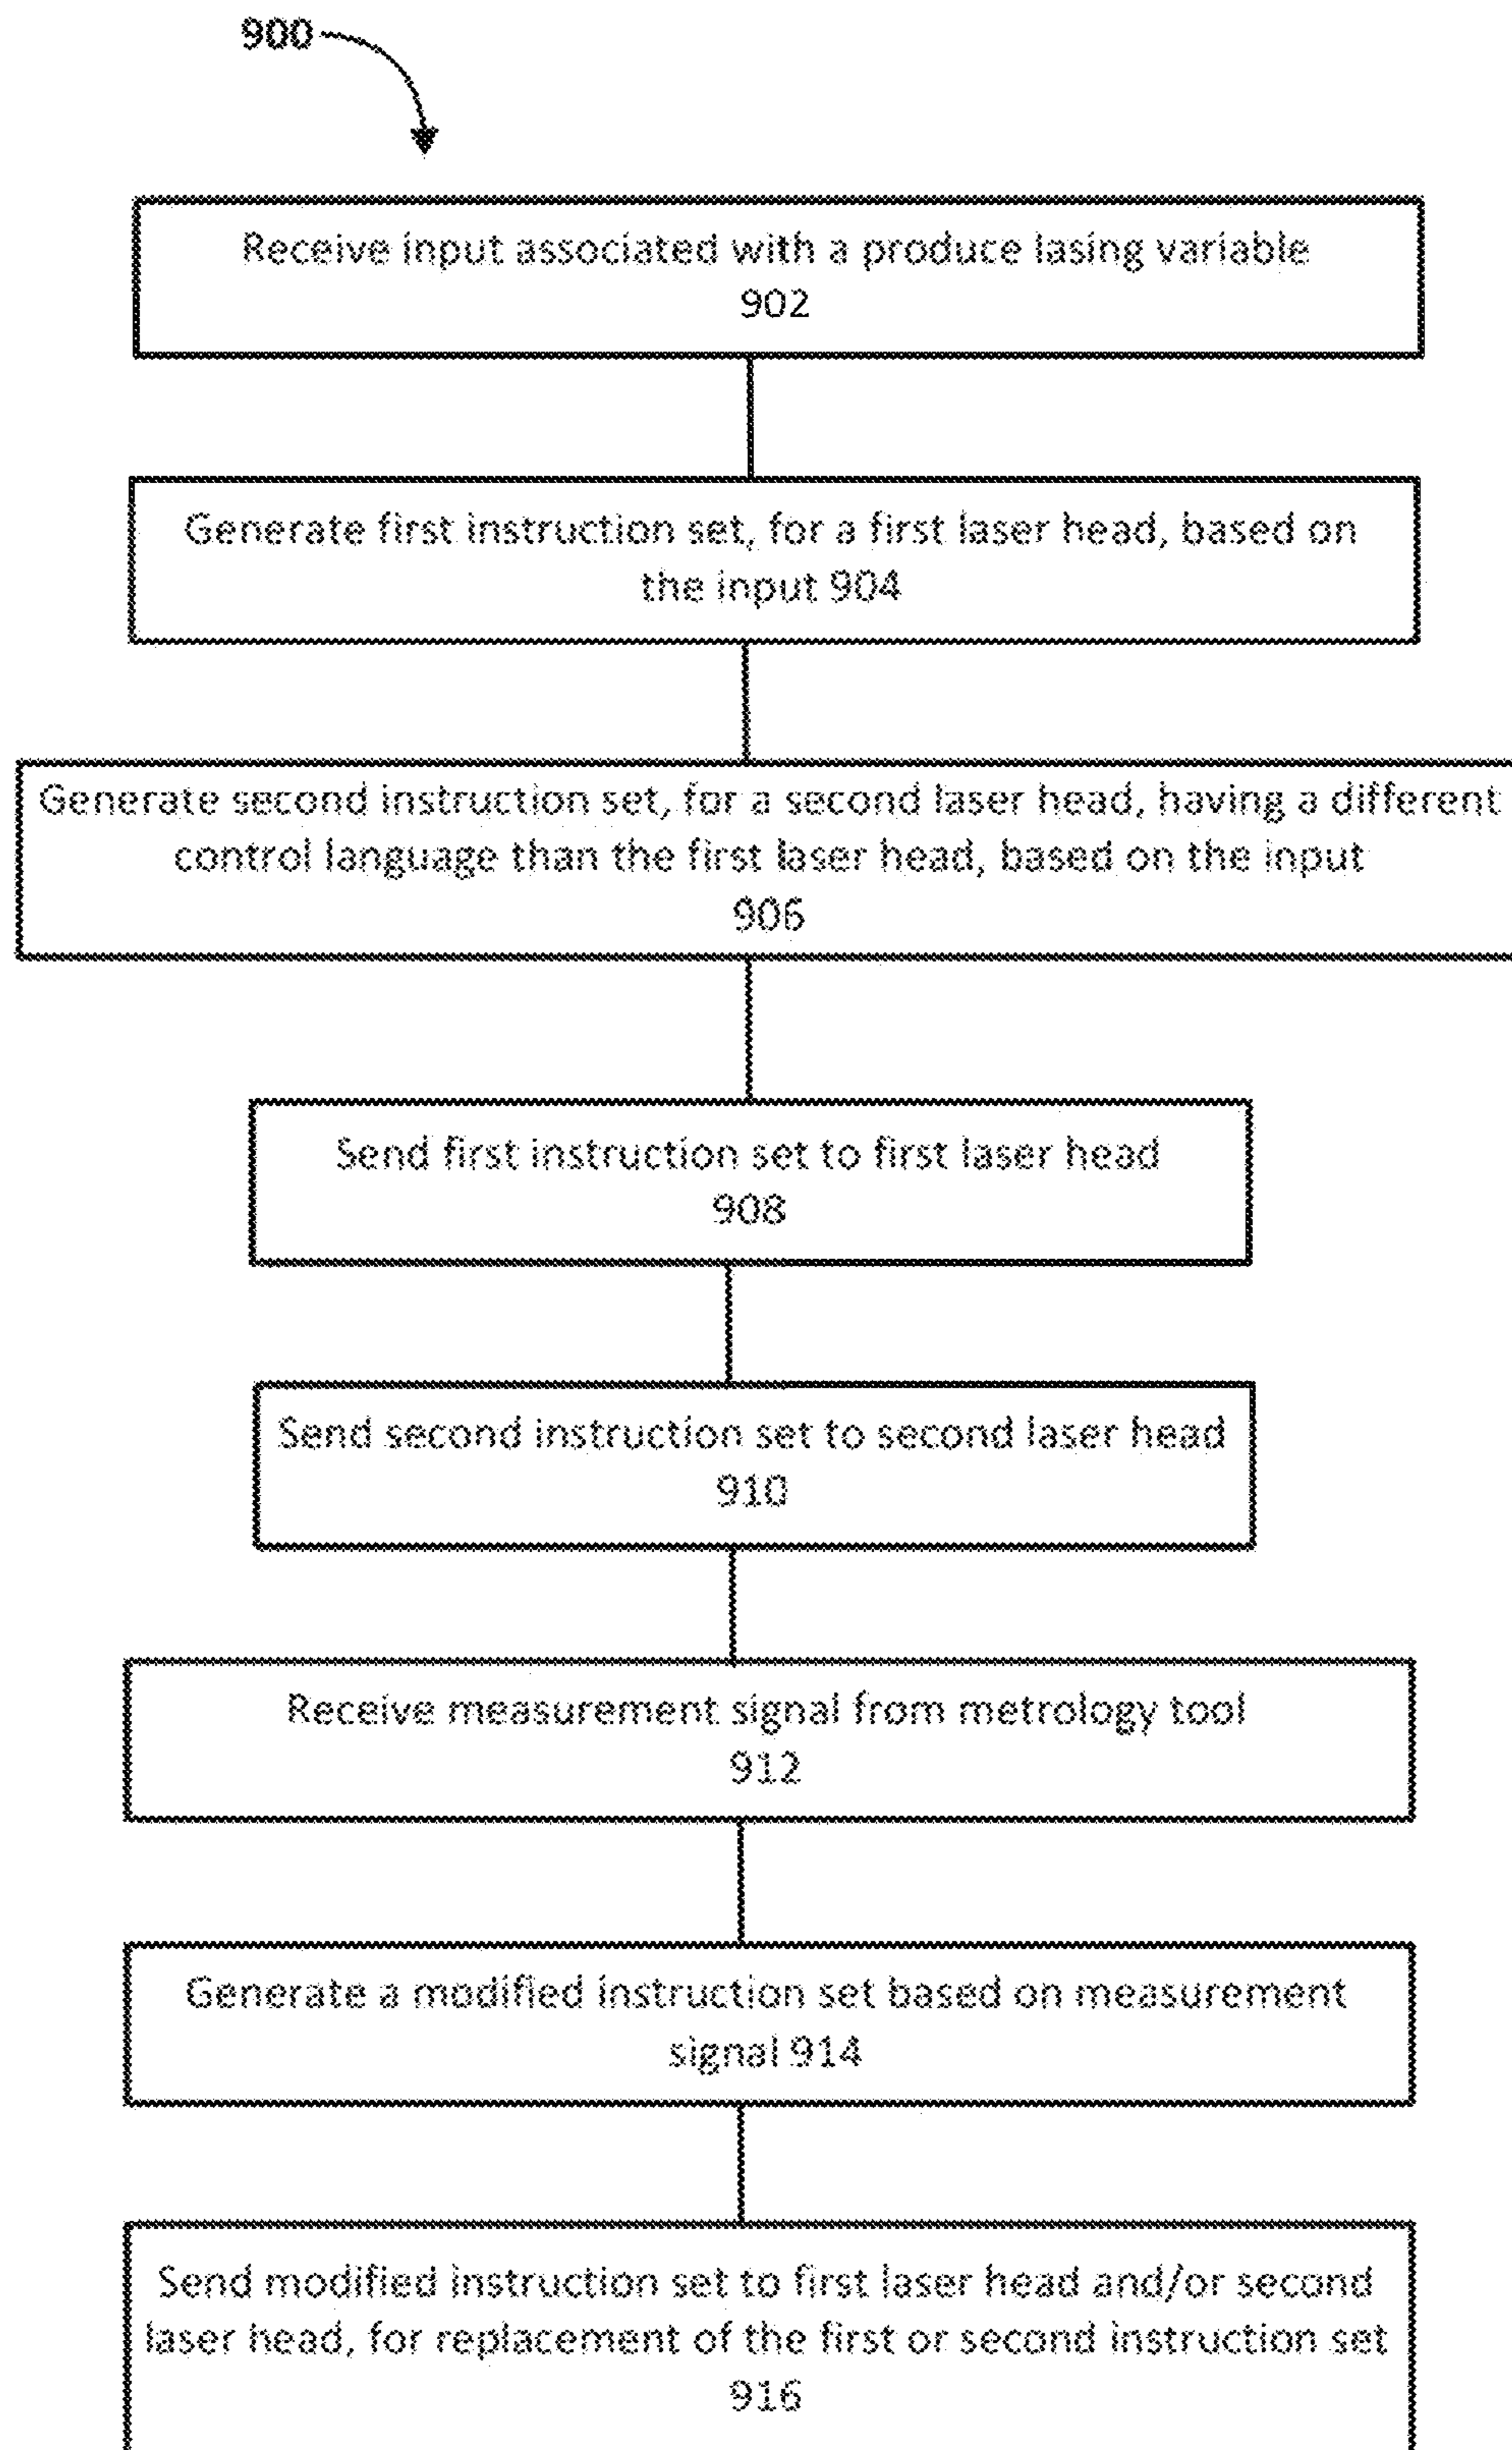 900
Receive input associated with a produce lasing variable
902
Generate first instruction set, for a first laser head, based on
the input 904
Generate second instruction set, for a second laser head, having a different
control language than the first laser head, based on the input
906
Send first instruction set to first laser head
908
Send second instruction set to second laser head
910
Receive measurement signal from metrology tool
912
Generate a modified instruction set based on measurement
signal 914
Send modified instruction set to first laser head and/or second
laser head, for replacement of the first or second instruction set
916